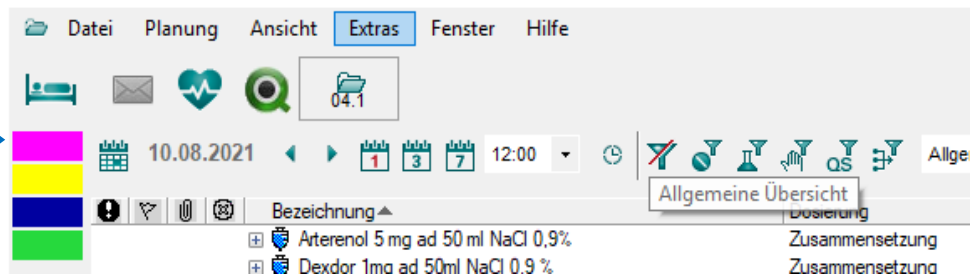 Datei Planung Ansicht Extras Fenster Hilfe
04.1
10.08.2021 1 3 7 12:00 QS Allge
Allgemeine Übersicht
Bezeichnung Dosierung
Arterenol 5 mg ad 50 ml NaCl 0,9% Zusammensetzung
Dexdor 1mg ad 50ml NaCl 0,9 % Zusammensetzung